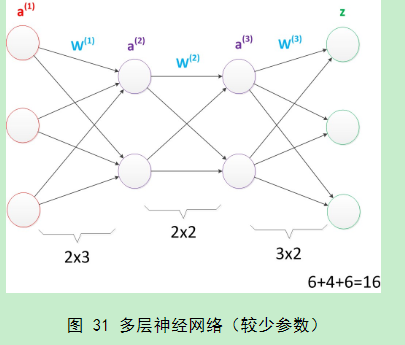 a(1)
W(1)
a(2)
W(2)
a(3)
W(3)
z
2x3
2x2
3x2
6+4+6=16
图 31 多层神经网络（较少参数）